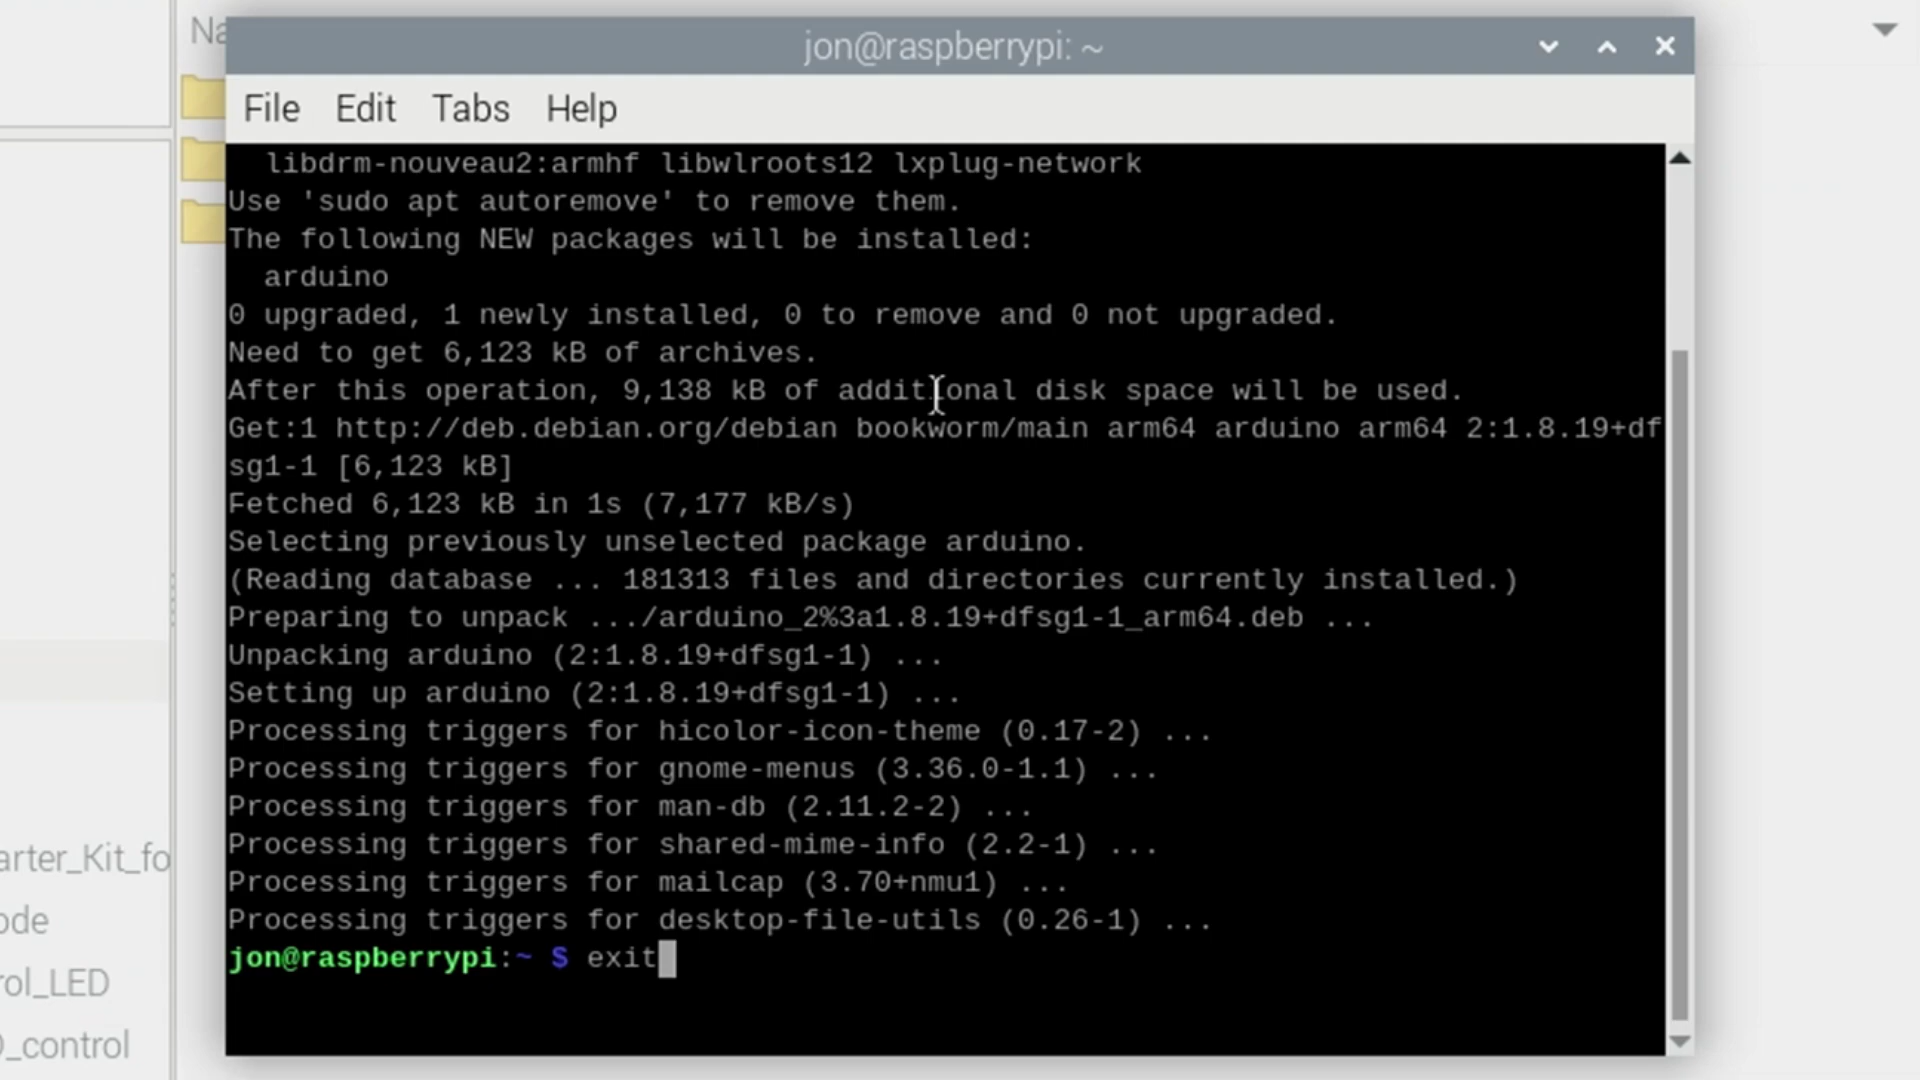 Na
jon@raspberrypi: ~
File Edit Tabs Help
libdrm-nouveau2:armhf libwlroots12 lxplug-network
Use 'sudo apt autoremove' to remove them.
The following NEW packages will be installed:
arduino
0 upgraded, 1 newly installed, 0 to remove and 0 not upgraded.
Need to get 6,123 kB of archives.
After this operation, 9,138 kB of additional disk space will be used.
Get:1 http://deb.debian.org/debian bookworm/main arm64 arduino arm64 2:1.8.19+df
sg1-1 [6,123 kB]
Fetched 6,123 kB in 1s (7,177 kB/s)
Selecting previously unselected package arduino.
(Reading database ... 181313 files and directories currently installed.)
Preparing to unpack .../arduino_2%3a1.8.19+dfsg1-1_arm64.deb ...
Unpacking arduino (2:1.8.19+dfsg1-1) ...
Setting up arduino (2:1.8.19+dfsg1-1) ...
Processing triggers for hicolor-icon-theme (0.17-2) ...
Processing triggers for gnome-menus (3.36.0-1.1) ...
Processing triggers for man-db (2.11.2-2) ...
Processing triggers for shared-mime-info (2.2-1) ...
arter_Kit_fo
Processing triggers for mailcap (3.70+nmu1) ...
Processing triggers for desktop-file-utils (0.26-1) ...
ode
jon@raspberrypi:~ $ exit
rol_LED
_control